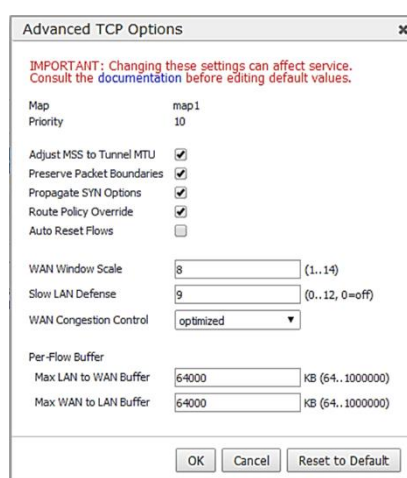 Advanced TCP Options
IMPORTANT: Changing these settings can affect service.
Consult the documentation before editing default values.
Map map1
Priority 10
Adjust MSS to Tunnel MTU
Preserve Packet Boundaries
Propagate SYN Options
Route Policy Override
Auto Reset Flows
WAN Window Scale 8 (1..14)
Slow LAN Defense 9 (0..12, 0=off)
WAN Congestion Control optimized
Per-Flow Buffer
Max LAN to WAN Buffer 64000 KB (64..1000000)
Max WAN to LAN Buffer 64000 KB (64..1000000)
OK Cancel Reset to Default